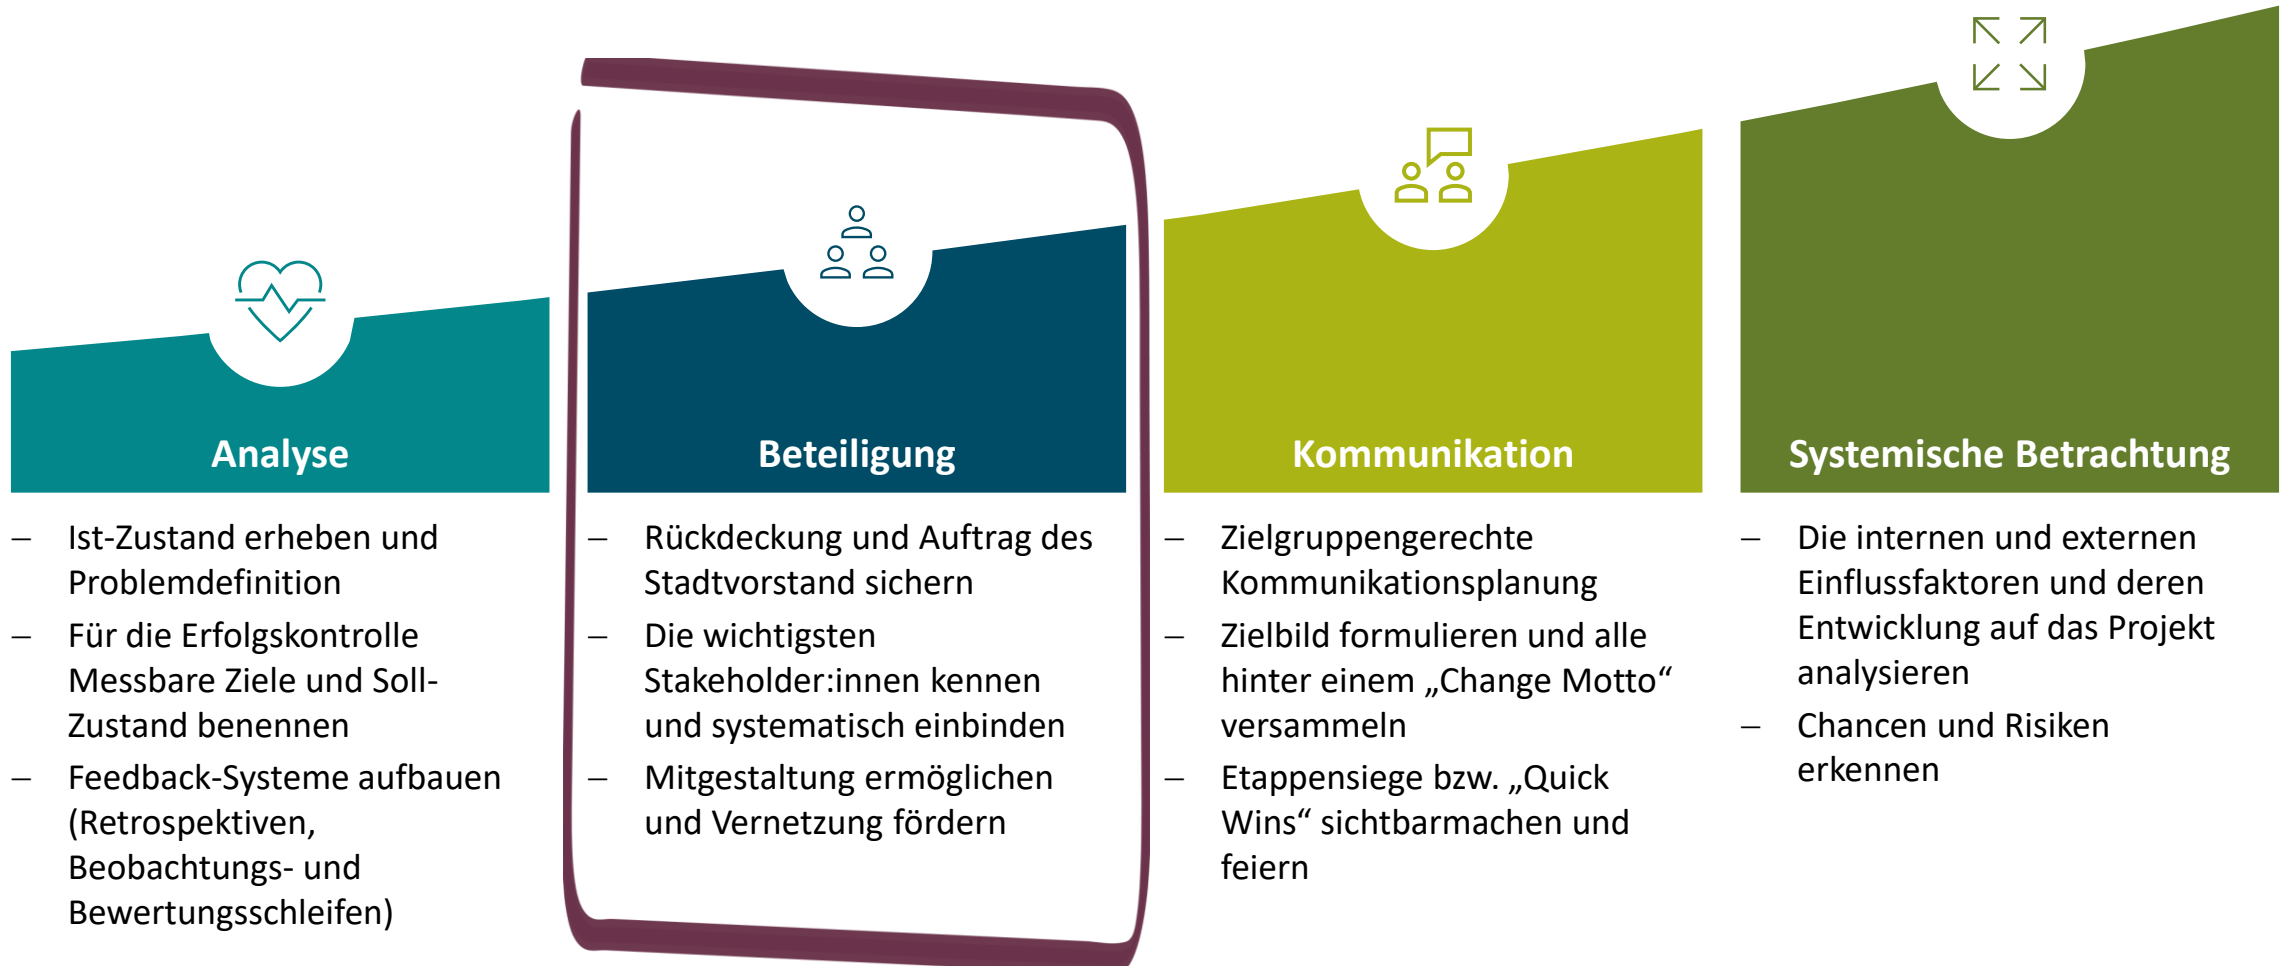 Analyse
– Ist-Zustand erheben und
Problemdefinition
– Für die Erfolgskontrolle
Messbare Ziele und Soll-
Zustand benennen
– Feedback-Systeme aufbauen
(Retrospektiven,
Beobachtungs- und
Bewertungsschleifen)
Beteiligung
– Rückdeckung und Auftrag des
Stadtvorstand sichern
– Die wichtigsten
Stakeholder:innen kennen
und systematisch einbinden
– Mitgestaltung ermöglichen
und Vernetzung fördern
Kommunikation
– Zielgruppengerechte
Kommunikationsplanung
– Zielbild formulieren und alle
hinter einem „Change Motto“
versammeln
– Etappensiege bzw. „Quick
Wins“ sichtbarmachen und
feiern
Systemische Betrachtung
– Die internen und externen
Einflussfaktoren und deren
Entwicklung auf das Projekt
analysieren
– Chancen und Risiken
erkennen